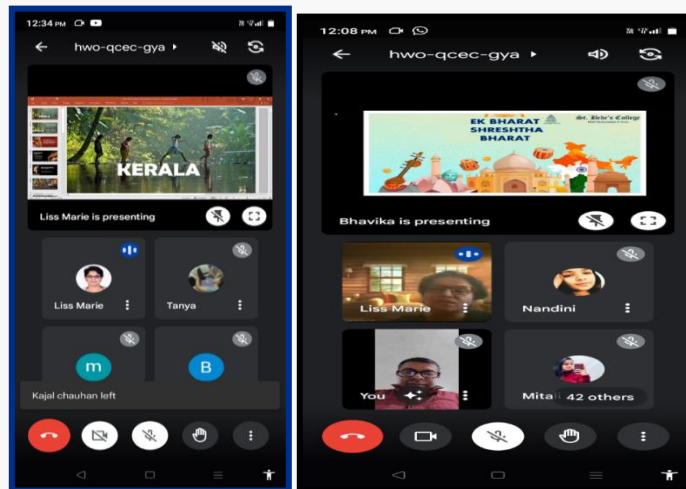 12:34 PM
hwo-qcec-gya
KERALA
Liss Marie is presenting
Liss Marie
Tanya
m
B
Kajal chauhan left
12:08 PM
hwo-qcec-gya
EK BHARAT
SHRESHTHA
BHARAT
St. Bede's College
Bhavika is presenting
Liss Marie
Nandini
You
Mita
42 others